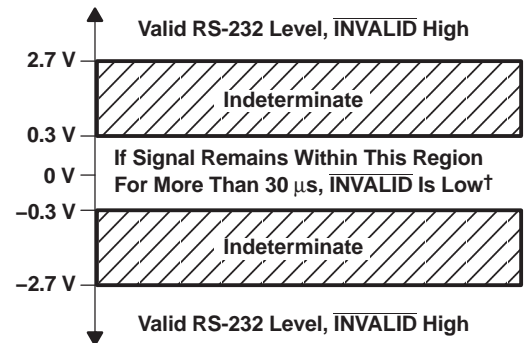 Valid RS-232 Level, INVALID High
2.7 V
Indeterminate
0.3 V
If Signal Remains Within This Region
0 V
For More Than 30 μs, INVALID Is Low†
−0.3 V
Indeterminate
−2.7 V
Valid RS-232 Level, INVALID High